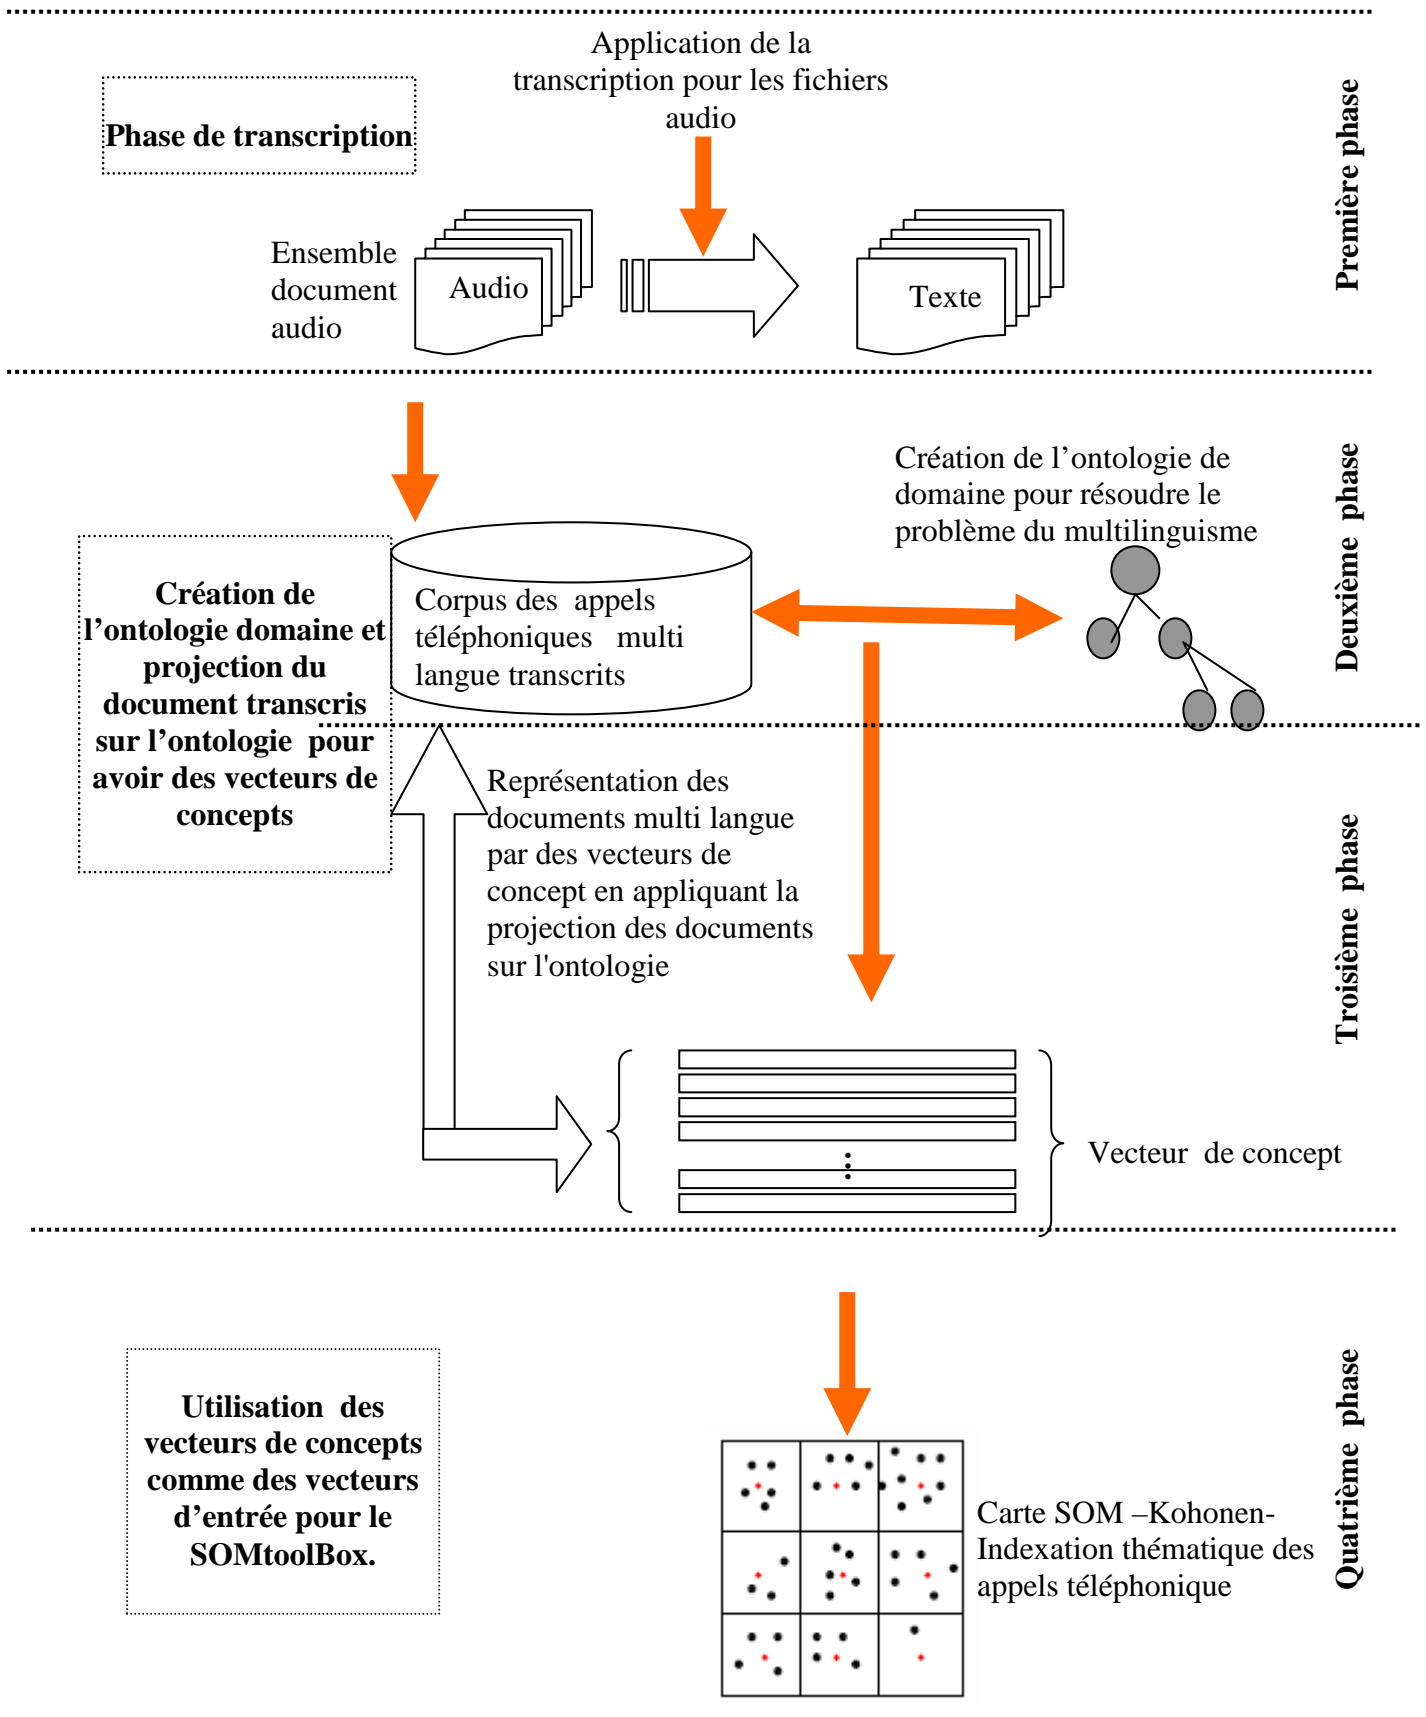 Application de la
transcription pour les fichiers
audio
Phase de transcription
Première phase
Ensemble
document
audio
Audio
Texte
Création de l’ontologie de
domaine pour résoudre le
problème du multilinguisme
Deuxième phase
Création de
l’ontologie domaine et
projection du
document transcris
sur l’ontologie pour
avoir des vecteurs de
concepts
Corpus des appels
téléphoniques multi
langue transcrits
Représentation des
documents multi langue
par des vecteurs de
concept en appliquant la
projection des documents
sur l'ontologie
Troisième phase
Vecteur de concept
Utilisation des
vecteurs de concepts
comme des vecteurs
d’entrée pour le
SOMtoolBox.
Carte SOM –Kohonen-
Indexation thématique des
appels téléphonique
Quatrième phase